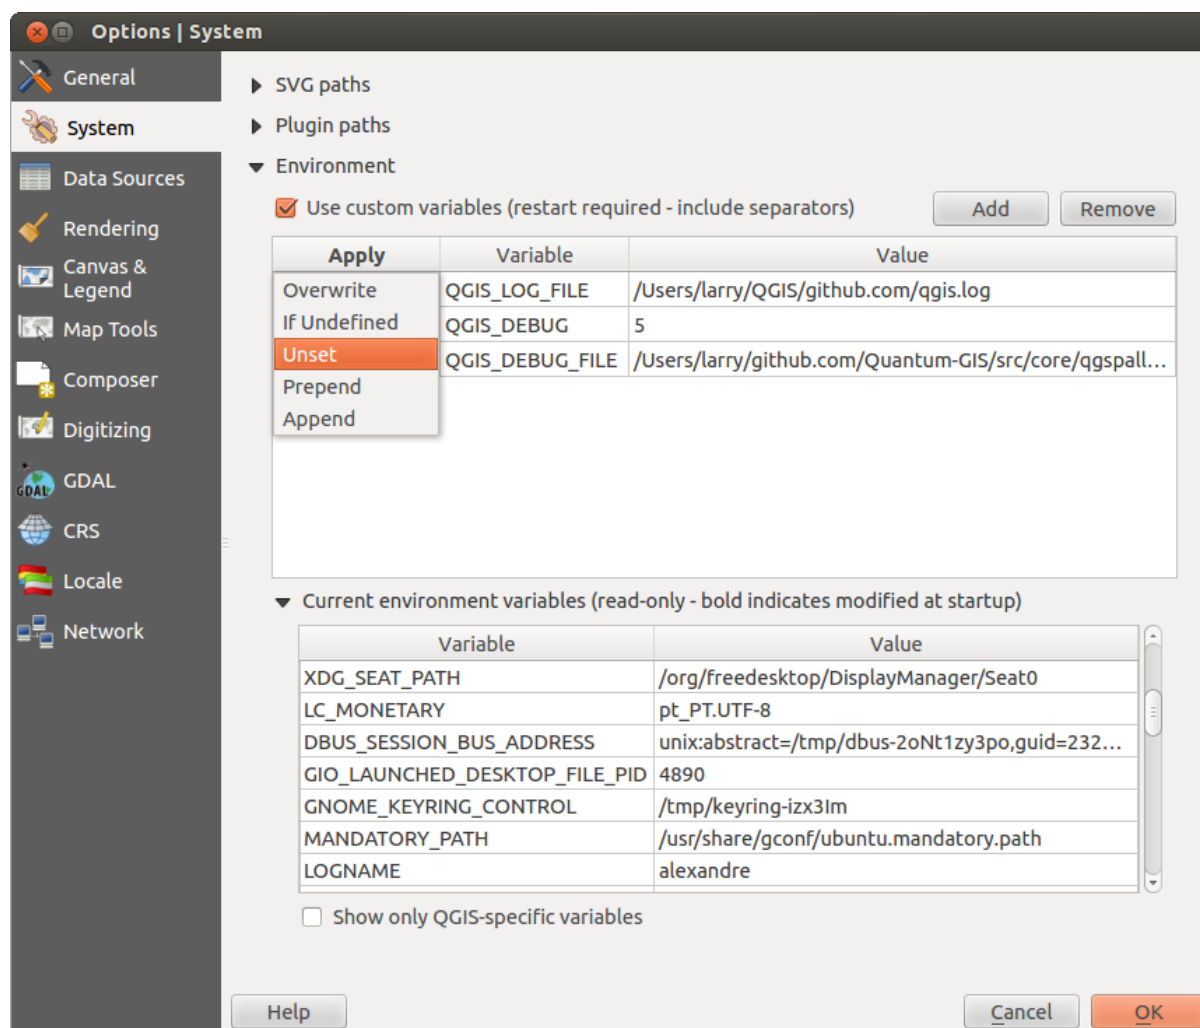 Options | System
General
System
Data Sources
Rendering
Canvas &
Legend
Map Tools
Composer
Digitizing
GDAL
GDAL
CRS
Locale
Network
SVG paths
Plugin paths
Environment
Use custom variables (restart required - include separators)
Add
Remove
Apply Variable Value
Overwrite
If Undefined
Unset
Prepend
Append
QGIS_LOG_FILE /Users/larry/QGIS/github.com/qgis.log
QGIS_DEBUG 5
QGIS_DEBUG_FILE /Users/larry/github.com/Quantum-GIS/src/core/qgspall...
Current environment variables (read-only - bold indicates modified at startup)
Variable Value
XDG_SEAT_PATH /org/freedesktop/DisplayManager/Seat0
LC_MONETARY pt_PT.UTF-8
DBUS_SESSION_BUS_ADDRESS unix:abstract=/tmp/dbus-2oNt1zy3po,guid=232...
GIO_LAUNCHED_DESKTOP_FILE_PID 4890
GNOME_KEYRING_CONTROL /tmp/keyring-izx3Im
MANDATORY_PATH /usr/share/gconf/ubuntu.mandatory.path
LOGNAME alexandre
Show only QGIS-specific variables
Help
Cancel
OK